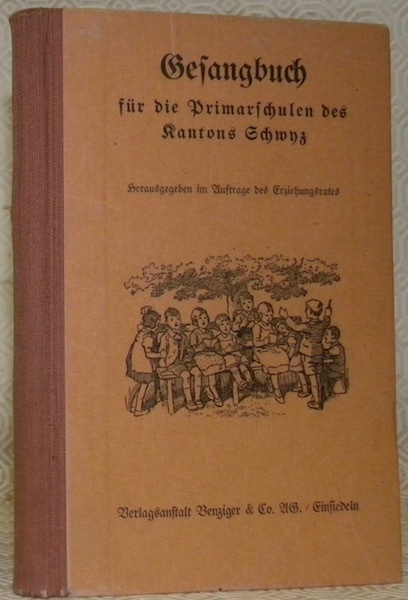 Gesangbuch
für die Primarschulen des
Kantons Schwyz
Herausgegeben im Auftrage des Erziehungsrates
Verlagsanstalt Benziger & Co. AG. / Einsiedeln